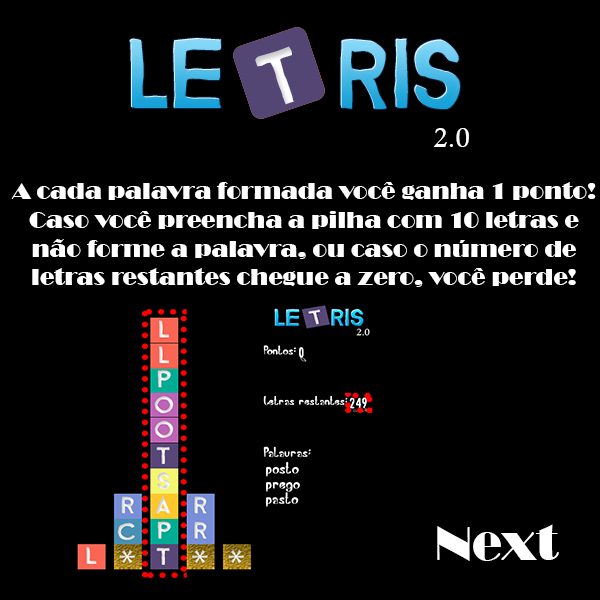 LETRIS
2.0
A cada palavra formada você ganha 1 ponto!
Caso você preencha a pilha com 10 letras e
não forme a palavra, ou caso o número de
letras restantes chegue a zero, você perde!
LETRIS
2.0
Pontos: 0
Letras restantes: 249
Palavras:
posto
prego
pasto
L
L
P
O
O
T
S
R A R
C P R
L * T * *
Next